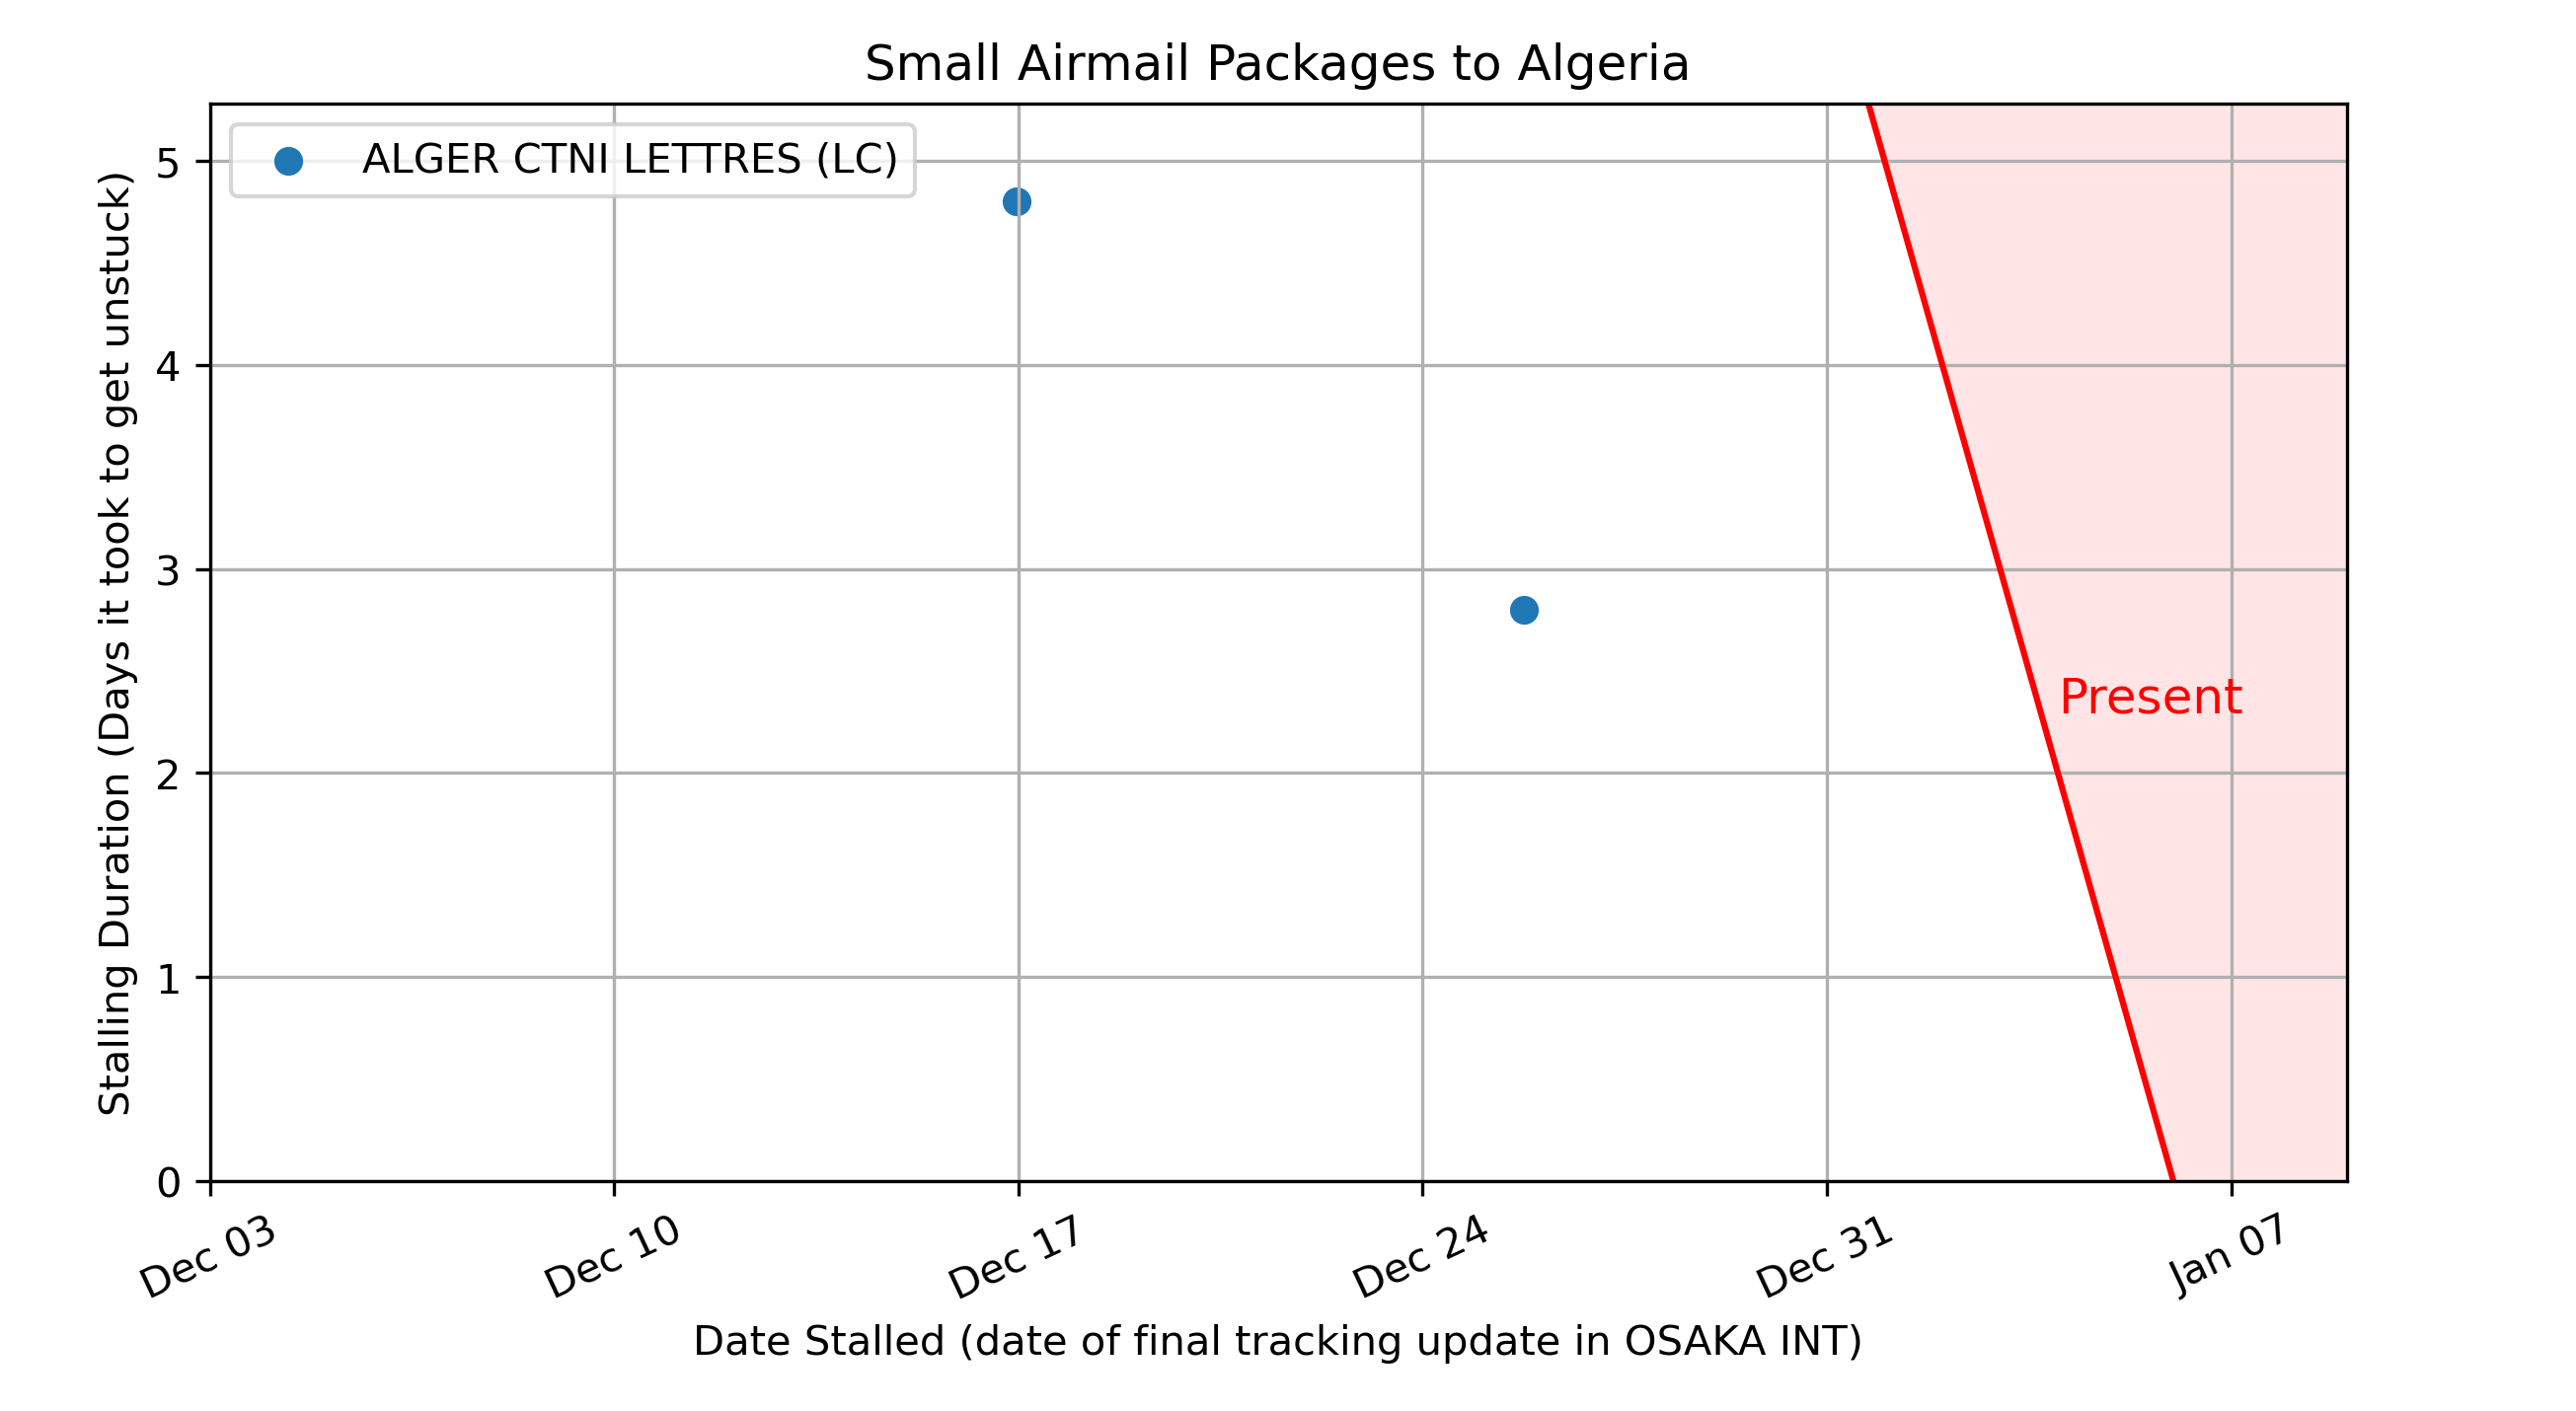 Small Airmail Packages to Algeria
ALGER CTNI LETTRES (LC)
Stalling Duration (Days it took to get unstuck)
5
4
3
2
1
0
Present
Dec 03
Dec 10
Dec 17
Dec 24
Dec 31
Jan 07
Date Stalled (date of final tracking update in OSAKA INT)